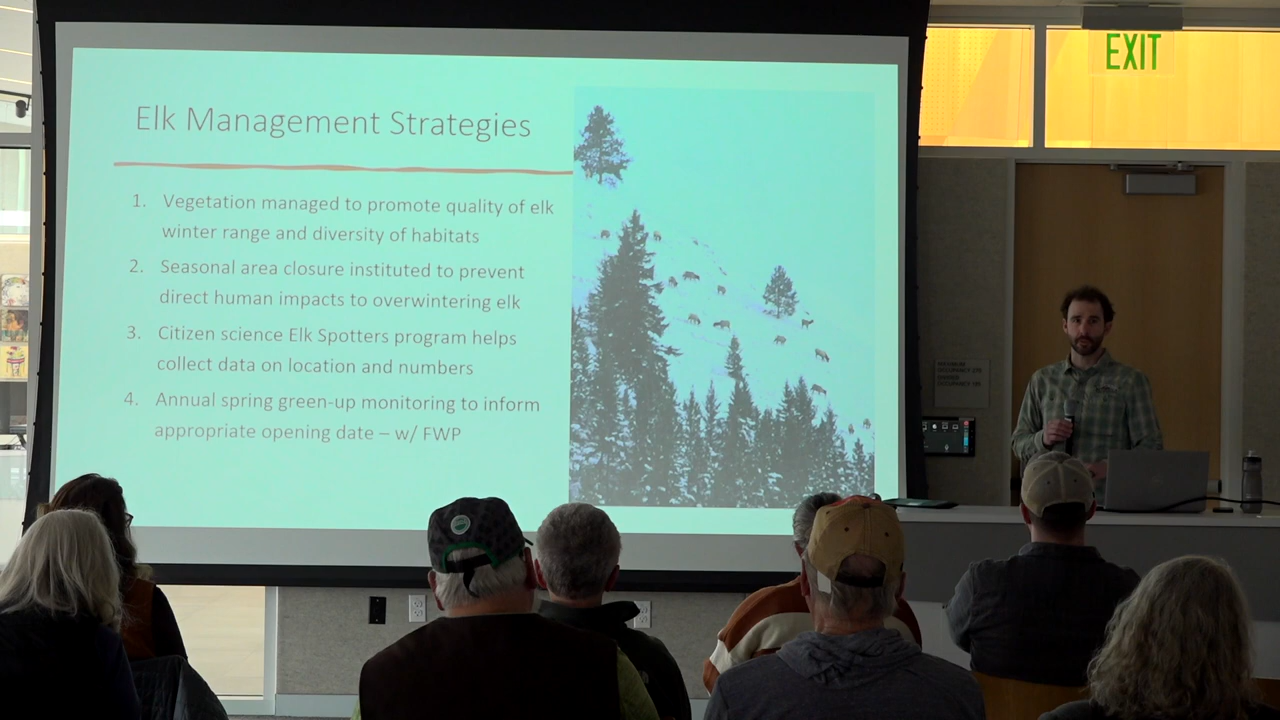 EXIT
Elk Management Strategies
1. Vegetation managed to promote quality of elk
winter range and diversity of habitats
2. Seasonal area closure instituted to prevent
direct human impacts to overwintering elk
3. Citizen science Elk Spotters program helps
collect data on location and numbers
4. Annual spring green-up monitoring to inform
appropriate opening date – w/ FWP